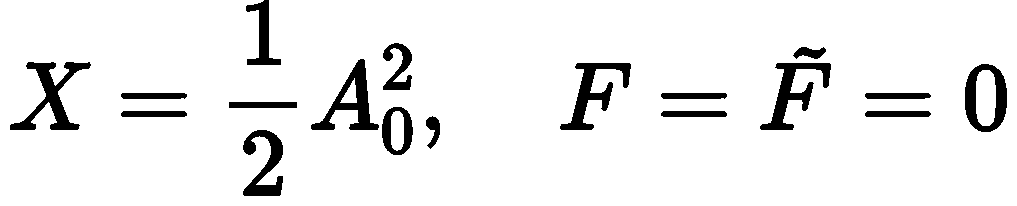 X = \frac{1}{2} A_0^2, \quad F = \tilde{F} = 0